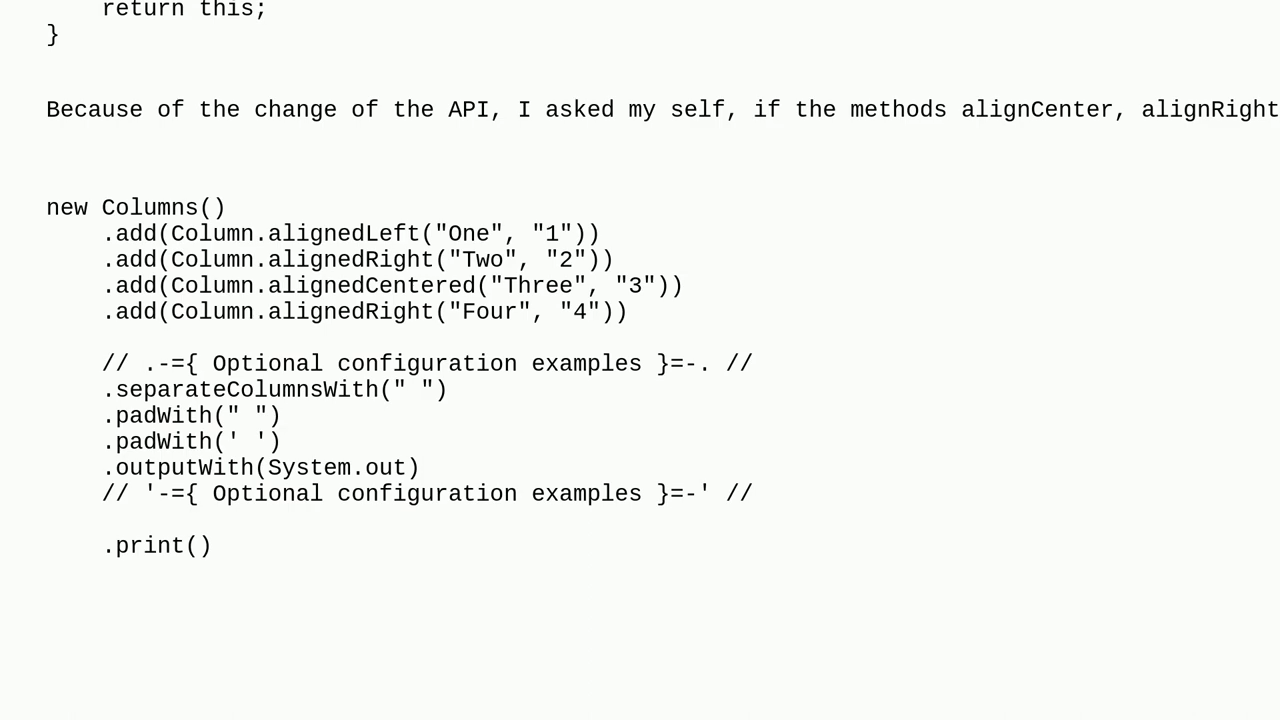 return this;
}
Because of the change of the API, I asked my self, if the methods alignCenter, alignRight
new Columns()
    .add(Column.alignedLeft("One", "1"))
    .add(Column.alignedRight("Two", "2"))
    .add(Column.alignedCentered("Three", "3"))
    .add(Column.alignedRight("Four", "4"))
    // .-={ Optional configuration examples }=-. //
    .separateColumnsWith(" ")
    .padWith(" ")
    .padWith(' ')
    .outputWith(System.out)
    // '-={ Optional configuration examples }=-' //
    .print()